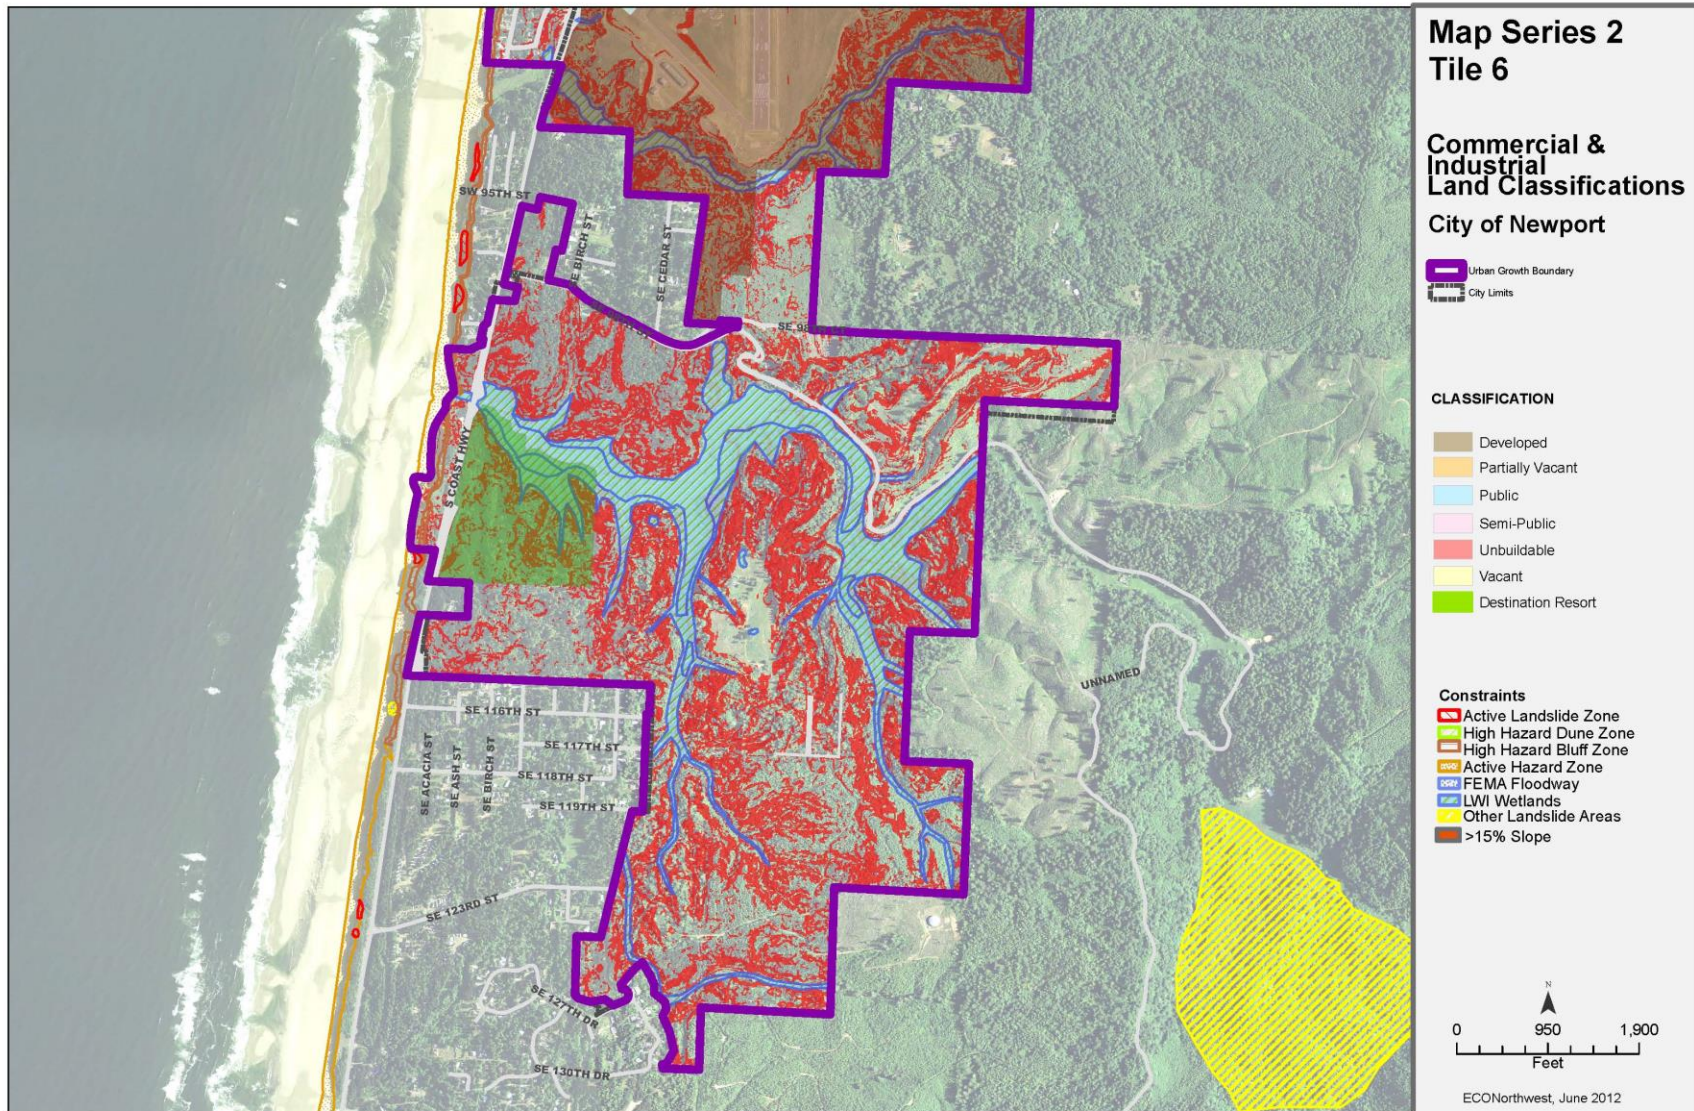 Map Series 2
Tile 6
Commercial &
Industrial
Land Classifications
City of Newport
Urban Growth Boundary
City Limits
CLASSIFICATION
Developed
Partially Vacant
Public
Semi-Public
Unbuildable
Vacant
Destination Resort
Constraints
Active Landslide Zone
High Hazard Dune Zone
High Hazard Bluff Zone
Active Hazard Zone
FEMA Floodway
LWI Wetlands
Other Landslide Areas
>15% Slope
N
0 950 1,900
Feet
ECONorthwest, June 2012
SW 95TH ST
SE BIRCH ST
SE CEDAR ST
SE 98TH ST
S COAST HWY
UNNAMED
SE 116TH ST
SE 117TH ST
SE 118TH ST
SE 119TH ST
SE ACACIA ST
SE ASH ST
SE BIRCH ST
SE 123RD ST
SE 127TH DR
SE 130TH DR